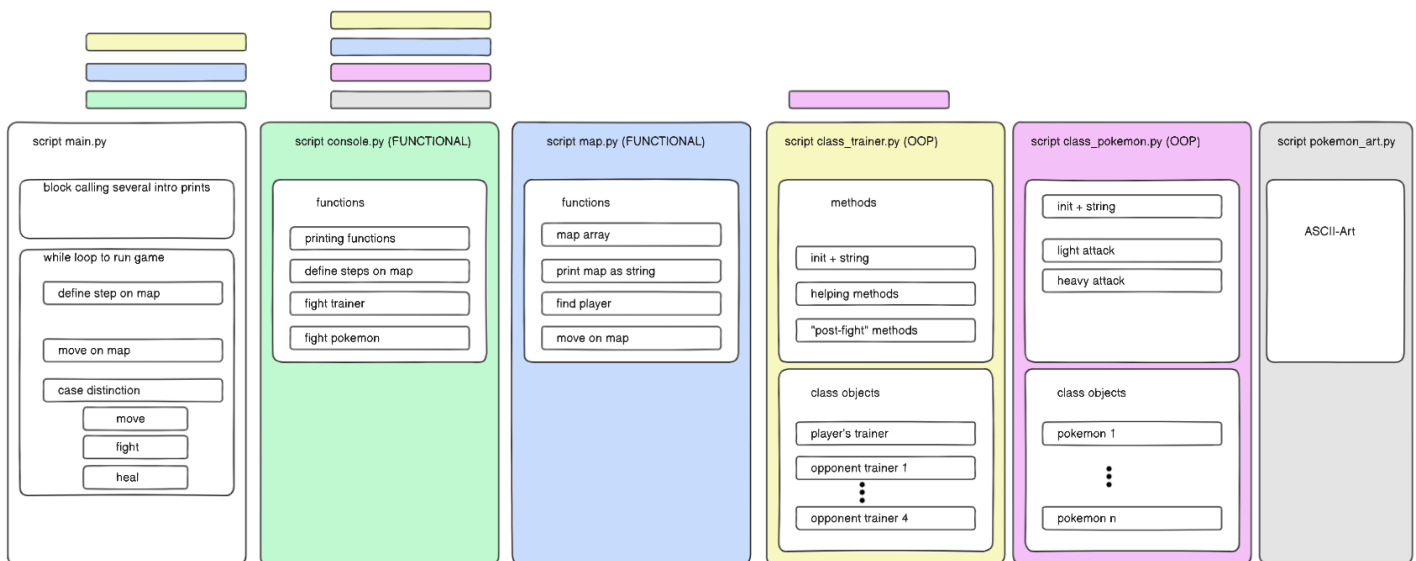 script main.py
block calling several intro prints
while loop to run game
define step on map
move on map
case distinction
move
fight
heal
script console.py (FUNCTIONAL)
functions
printing functions
define steps on map
fight trainer
fight pokemon
script map.py (FUNCTIONAL)
functions
map array
print map as string
find player
move on map
script class_trainer.py (OOP)
methods
init + string
helping methods
"post-fight" methods
class objects
player's trainer
opponent trainer 1
opponent trainer 4
script class_pokemon.py (OOP)
init + string
light attack
heavy attack
class objects
pokemon 1
pokemon n
script pokemon_art.py
ASCII-Art